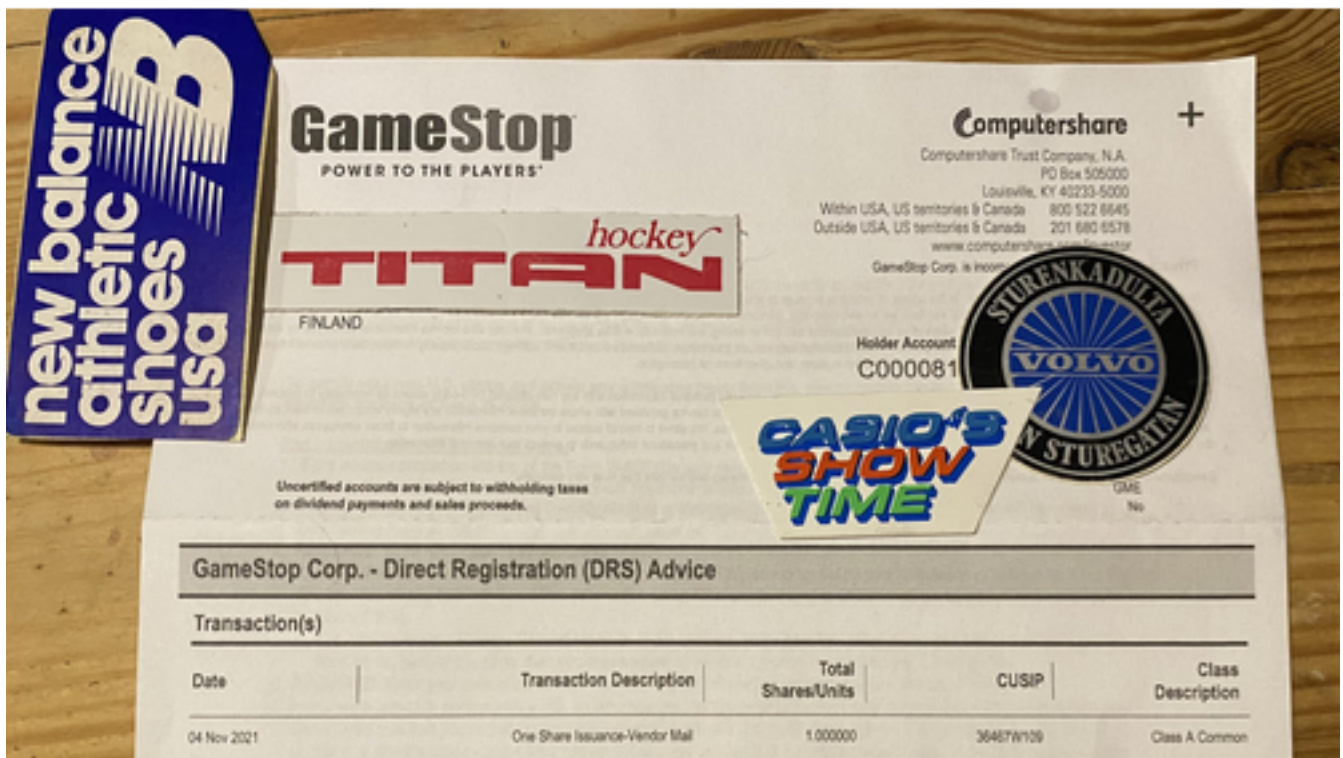 new balance
athletic
shoes
usa
NB
GameStop
POWER TO THE PLAYERS
Computershare
+
Computershare Trust Company, N.A.
PO Box 505000
Louisville, KY 40233-5000
Within USA, US territories & Canada 800 522 6645
Outside USA, US territories & Canada 201 680 6578
www.computershare.com/investor
GameStop Corp. is
hockey
TITAN
FINLAND
Holder Account
C000081
STURENKADULTA
VOLVO
N STUREGATAN
CASIO'S
SHOW
TIME
GME
No
Uncertified accounts are subject to withholding taxes
on dividend payments and sales proceeds.
GameStop Corp. - Direct Registration (DRS) Advice
Transaction(s)
Date Transaction Description Total Shares/Units CUSIP Class Description
04 Nov 2021 One Share Issuance-Vendor Mail 1.000000 36467W109 Class A Common